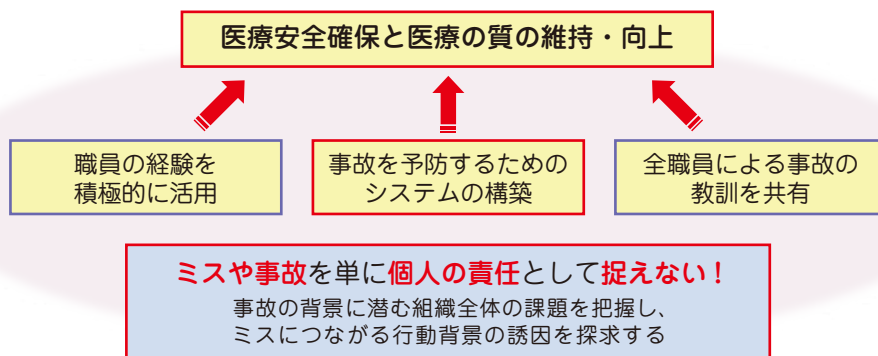 医療安全確保と医療の質の維持・向上
職員の経験を
積極的に活用
事故を予防するための
システムの構築
全職員による事故の
教訓を共有
ミスや事故を単に個人の責任として捉えない！
事故の背景に潜む組織全体の課題を把握し、
ミスにつながる行動背景の誘因を探求する